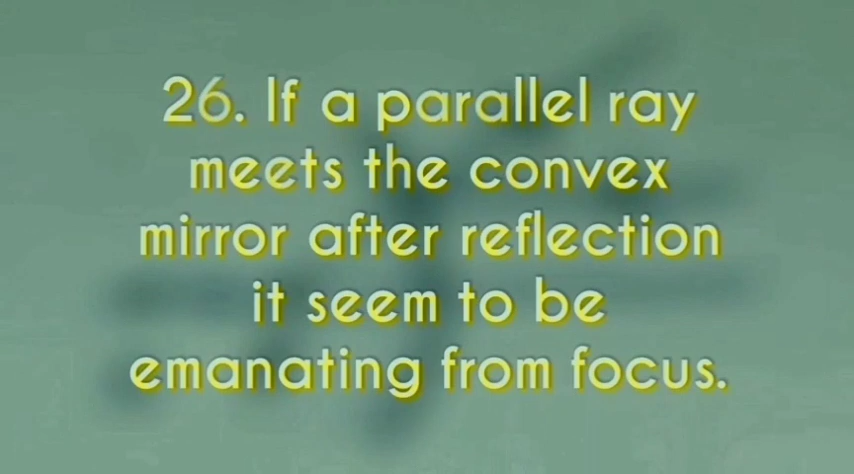 26. If a parallel ray
meets the convex
mirror after reflection
it seem to be
emanating from focus.